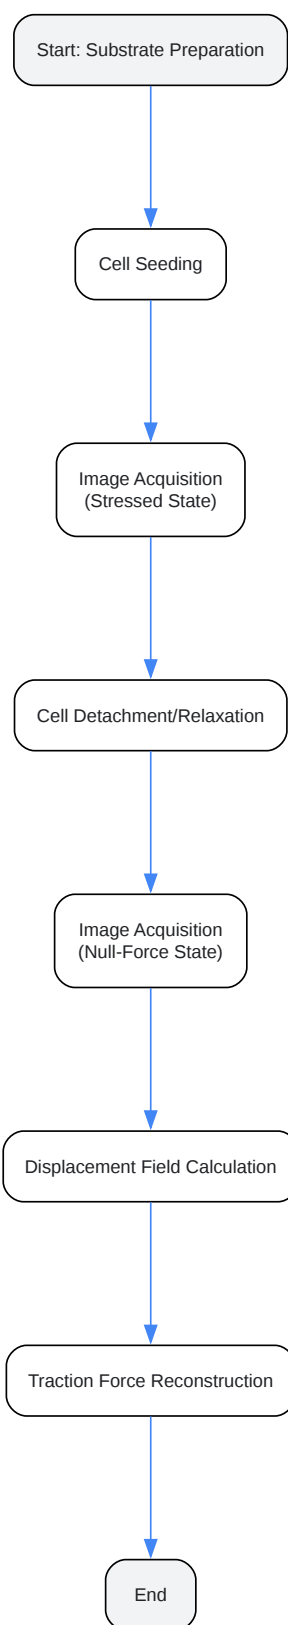 Start: Substrate Preparation
Cell Seeding
Image Acquisition
(Stressed State)
Cell Detachment/Relaxation
Image Acquisition
(Null-Force State)
Displacement Field Calculation
Traction Force Reconstruction
End